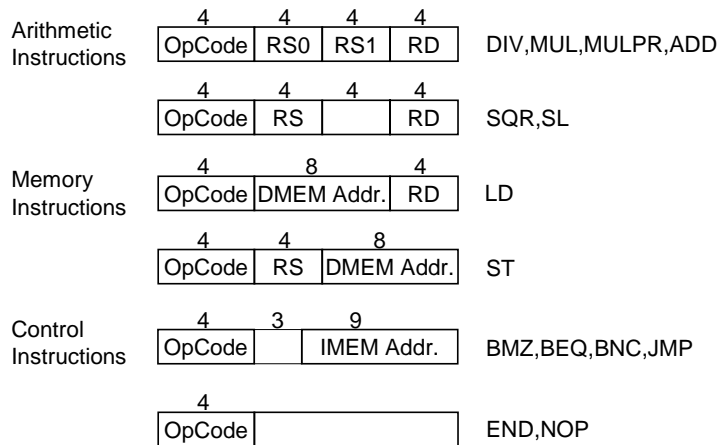 Arithmetic
Instructions
4 4 4 4
OpCode RS0 RS1 RD DIV,MUL,MULPR,ADD
4 4 4 4
OpCode RS RD SQR,SL
Memory
Instructions
4 8 4
OpCode DMEM Addr. RD LD
4 4 8
OpCode RS DMEM Addr. ST
Control
Instructions
4 3 9
OpCode IMEM Addr. BMZ,BEQ,BNC,JMP
4
OpCode END,NOP